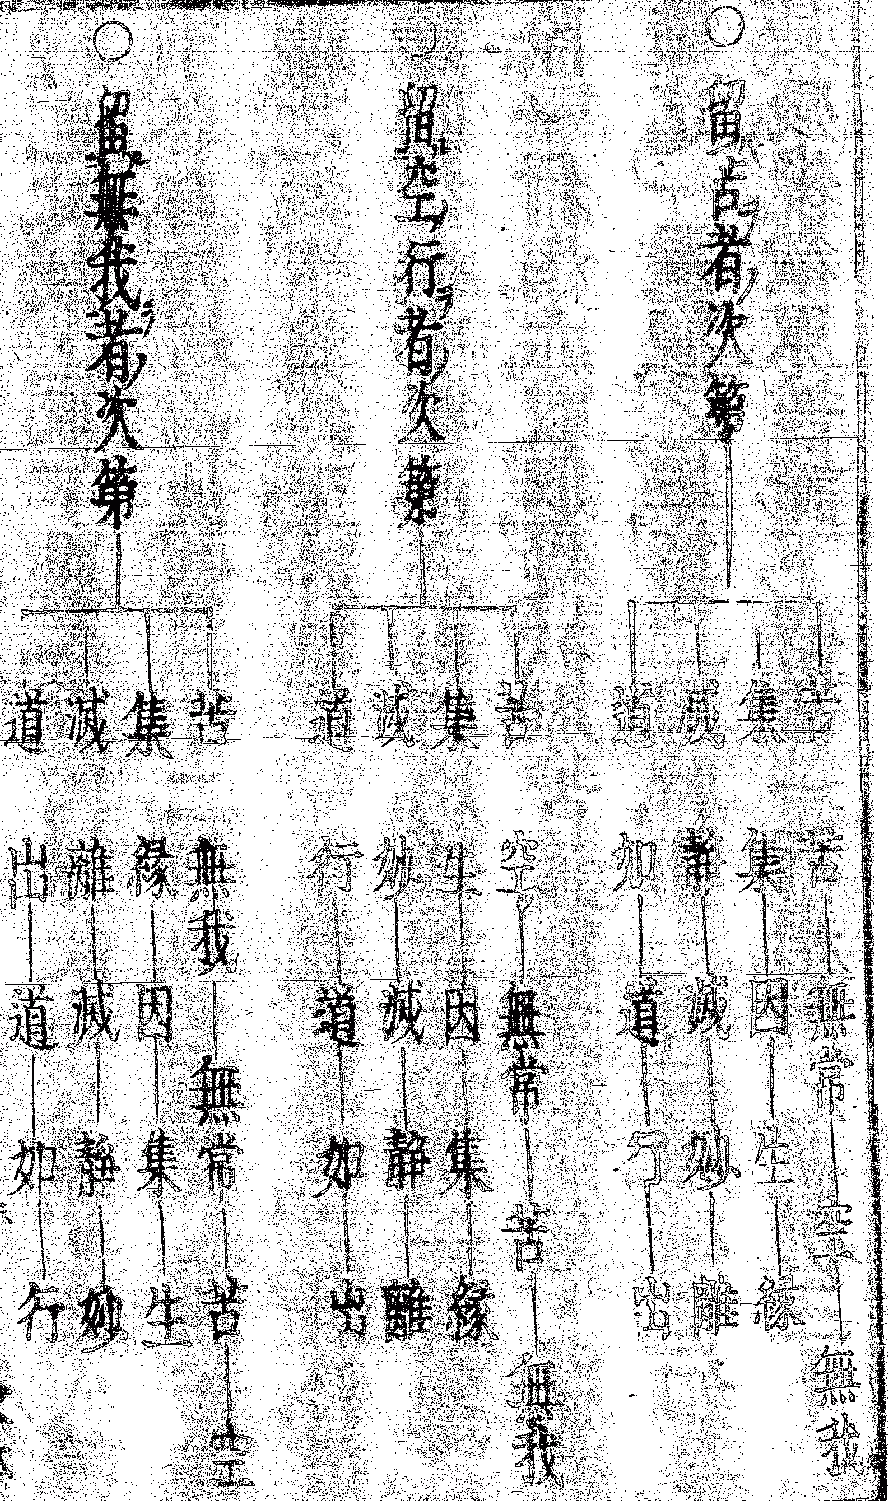 ○留苦者ノ次第
苦 苦 無常 空 無我
集 集 因 生 緣
滅 靜 滅 妙 離
道 如 道 行 出
○留空行者ノ次第
苦 空 無常 苦 無我
集 生 因 集 緣
滅 妙 滅 靜 離
道 行 道 如 出
○留無我者ノ次第
苦 無我 無常 苦 空
集 緣 因 集 生
滅 離 滅 靜 妙
道 出 道 如 行